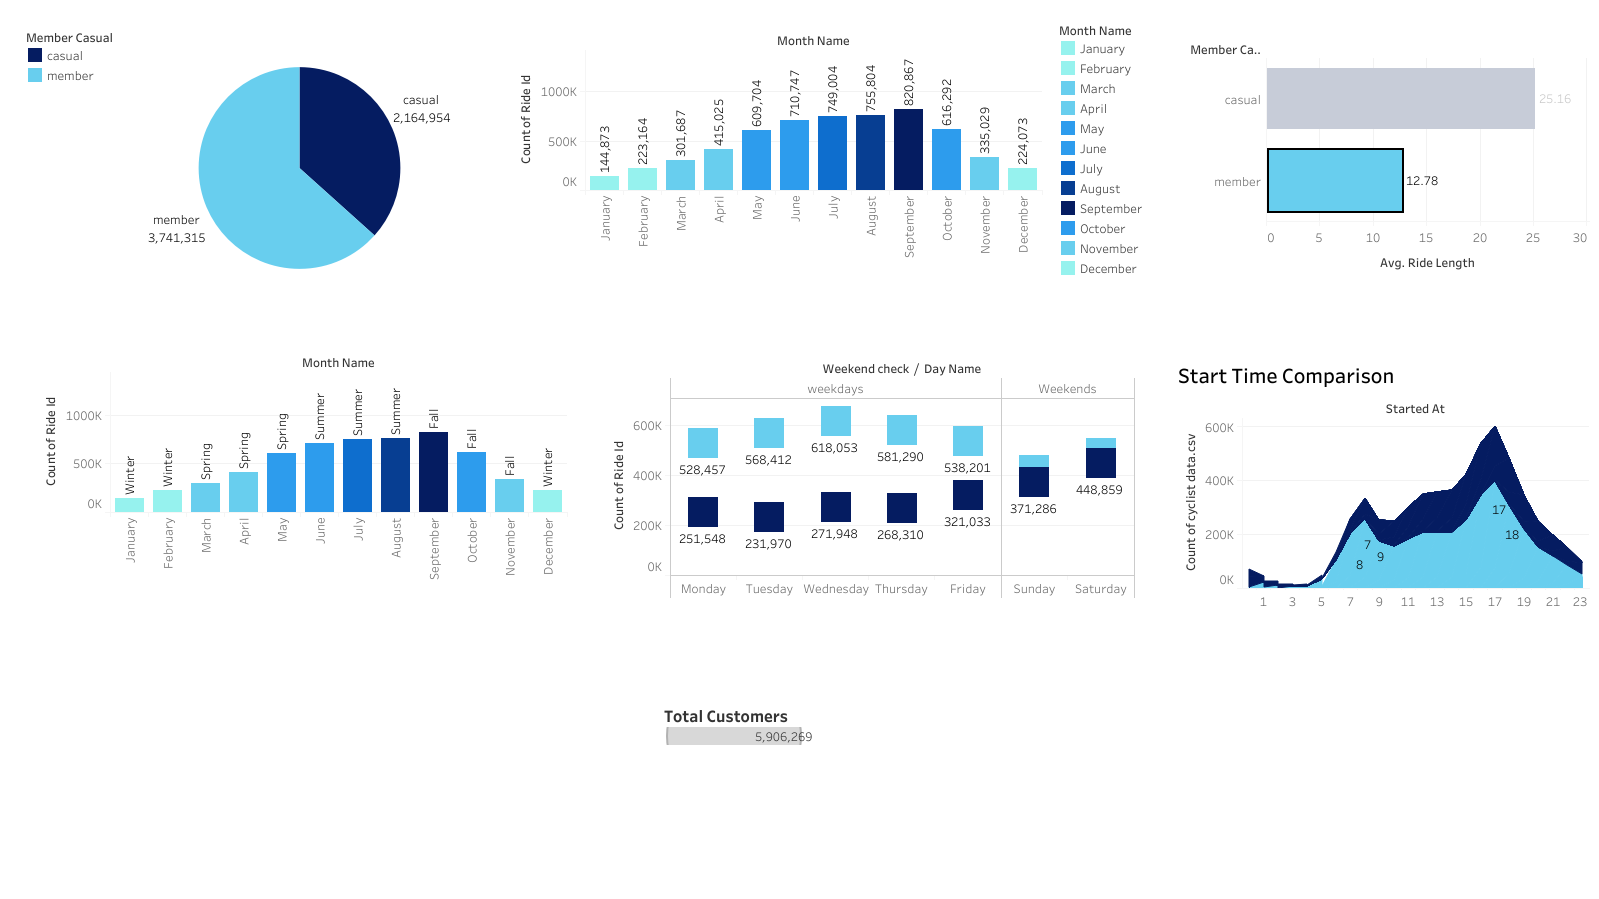 Member Casual
casual
member
casual
2,164,954
member
3,741,315
Month Name
Count of Ride Id
1000K
500K
0K
144,873
223,164
301,687
415,025
609,704
710,747
749,004
755,804
820,867
616,292
335,029
224,073
January
February
March
April
May
June
July
August
September
October
November
December
Month Name
January
February
March
April
May
June
July
August
September
October
November
December
Member Ca..
casual
25.16
member
12.78
0 5 10 15 20 25 30
Avg. Ride Length
Month Name
Count of Ride Id
1000K
500K
0K
Winter
Winter
Spring
Spring
Spring
Summer
Summer
Summer
Fall
Fall
Fall
Winter
January
February
March
April
May
June
July
August
September
October
November
December
Weekend check / Day Name
weekdays Weekends
Count of Ride Id
600K
400K
200K
0K
528,457 568,412 618,053 581,290 538,201
251,548 231,970 271,948 268,310 321,033 371,286 448,859
Monday Tuesday Wednesday Thursday Friday Sunday Saturday
Start Time Comparison
Started At
Count of cyclist data.csv
600K
400K
200K
0K
7
8
9
17
18
1 3 5 7 9 11 13 15 17 19 21 23
Total Customers
5,906,269